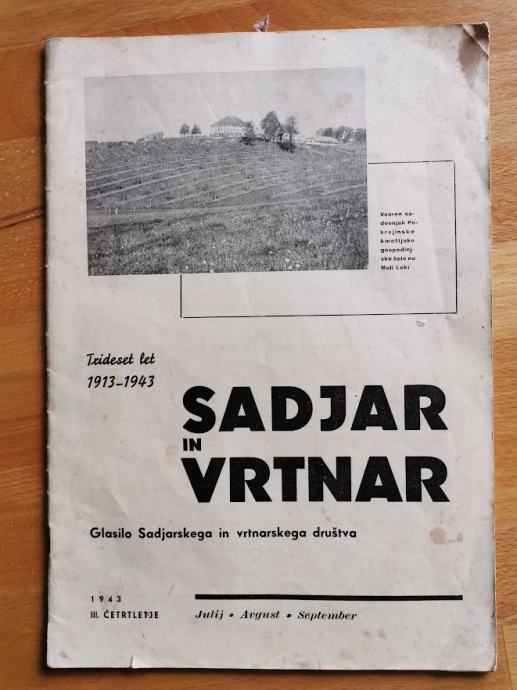 Vzoren sa-
dovnjak Po-
krajinske
kmetijske
gospodinj-
ske šole na
Mali Loki
Trideset let
1913-1943
SADJAR
IN
VRTNAR
Glasilo Sadjarskega in vrtnarskega društva
1943
III. ČETRTLETJE
Julij • Avgust • September